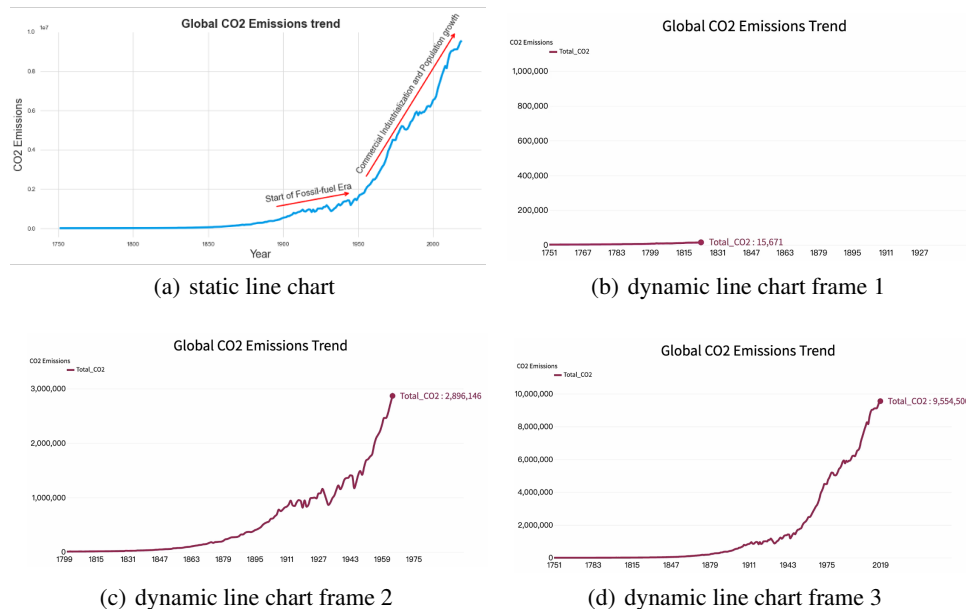 Global CO2 Emissions trend
1e7
1.0
0.8
0.6
0.4
0.2
0.0
CO2 Emissions
Start of Fossil-fuel Era
Commercial Industrialization and Population growth
1750 1800 1850 1900 1950 2000
Year
(a) static line chart
Global CO2 Emissions Trend
CO2 Emissions
Total_CO2
1,000,000
800,000
600,000
400,000
200,000
0
Total_CO2 : 15,671
1751 1767 1783 1799 1815 1831 1847 1863 1879 1895 1911 1927
(b) dynamic line chart frame 1
Global CO2 Emissions Trend
CO2 Emissions
Total_CO2
3,000,000
2,000,000
1,000,000
0
Total_CO2 : 2,896,146
1799 1815 1831 1847 1863 1879 1895 1911 1927 1943 1959 1975
(c) dynamic line chart frame 2
Global CO2 Emissions Trend
CO2 Emissions
Total_CO2
10,000,000
8,000,000
6,000,000
4,000,000
2,000,000
0
Total_CO2 : 9,554,500
1751 1783 1815 1847 1879 1911 1943 1975 2019
(d) dynamic line chart frame 3